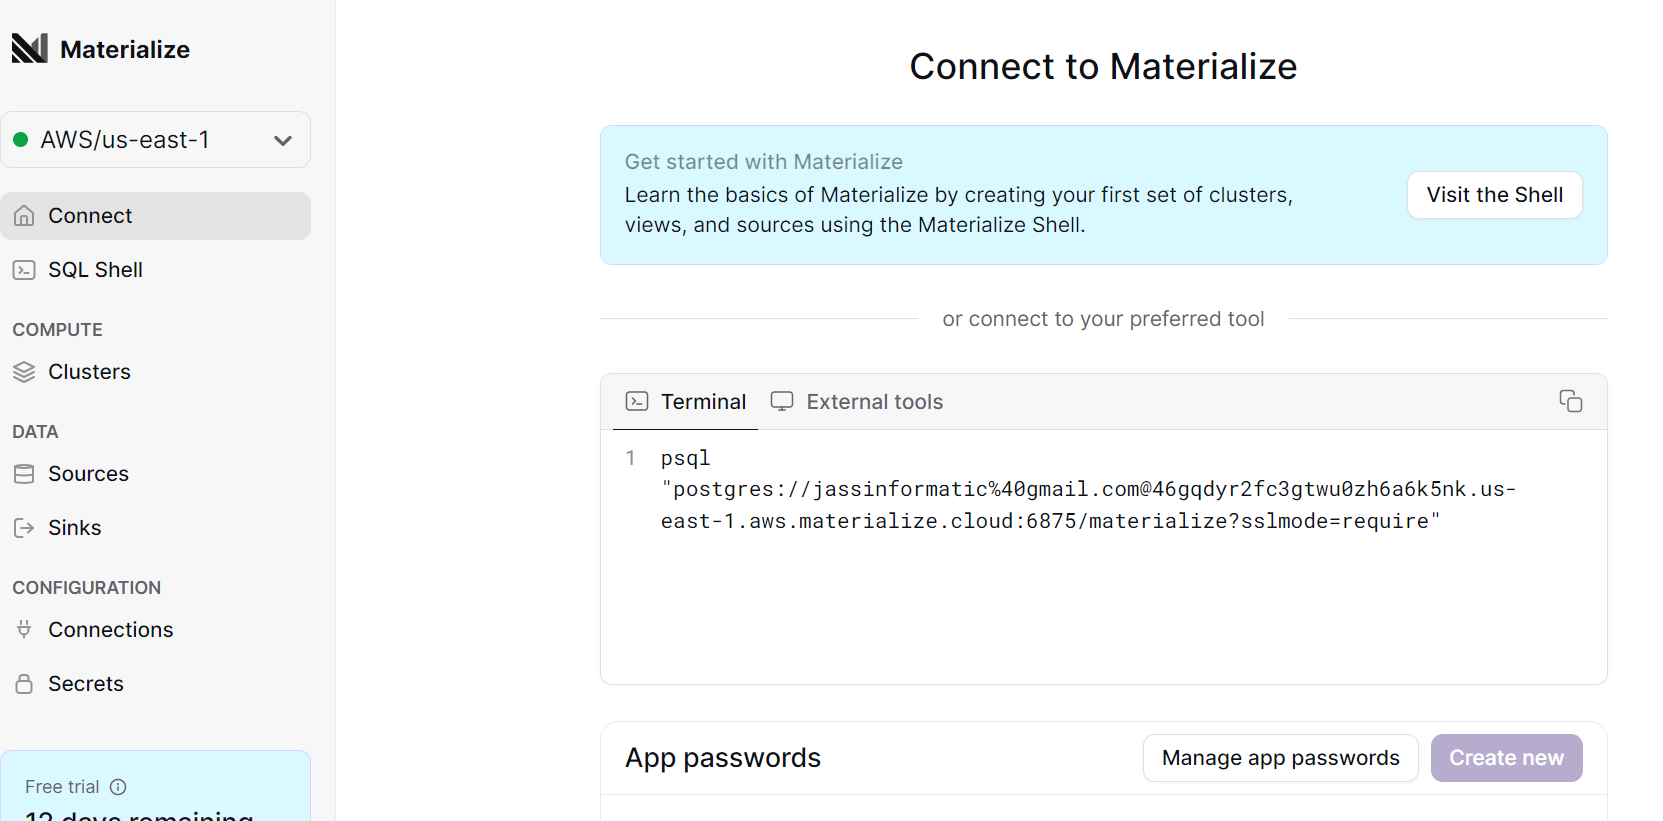 Materialize
AWS/us-east-1
Connect
SQL Shell
COMPUTE
Clusters
DATA
Sources
Sinks
CONFIGURATION
Connections
Secrets
Free trial
12 days remaining
Connect to Materialize
Get started with Materialize
Learn the basics of Materialize by creating your first set of clusters,
views, and sources using the Materialize Shell.
Visit the Shell
or connect to your preferred tool
Terminal
External tools
1 psql
"postgres://jassinformatic%40gmail.com@46gqdyr2fc3gtwu0zh6a6k5nk.us-
east-1.aws.materialize.cloud:6875/materialize?sslmode=require"
App passwords
Manage app passwords
Create new